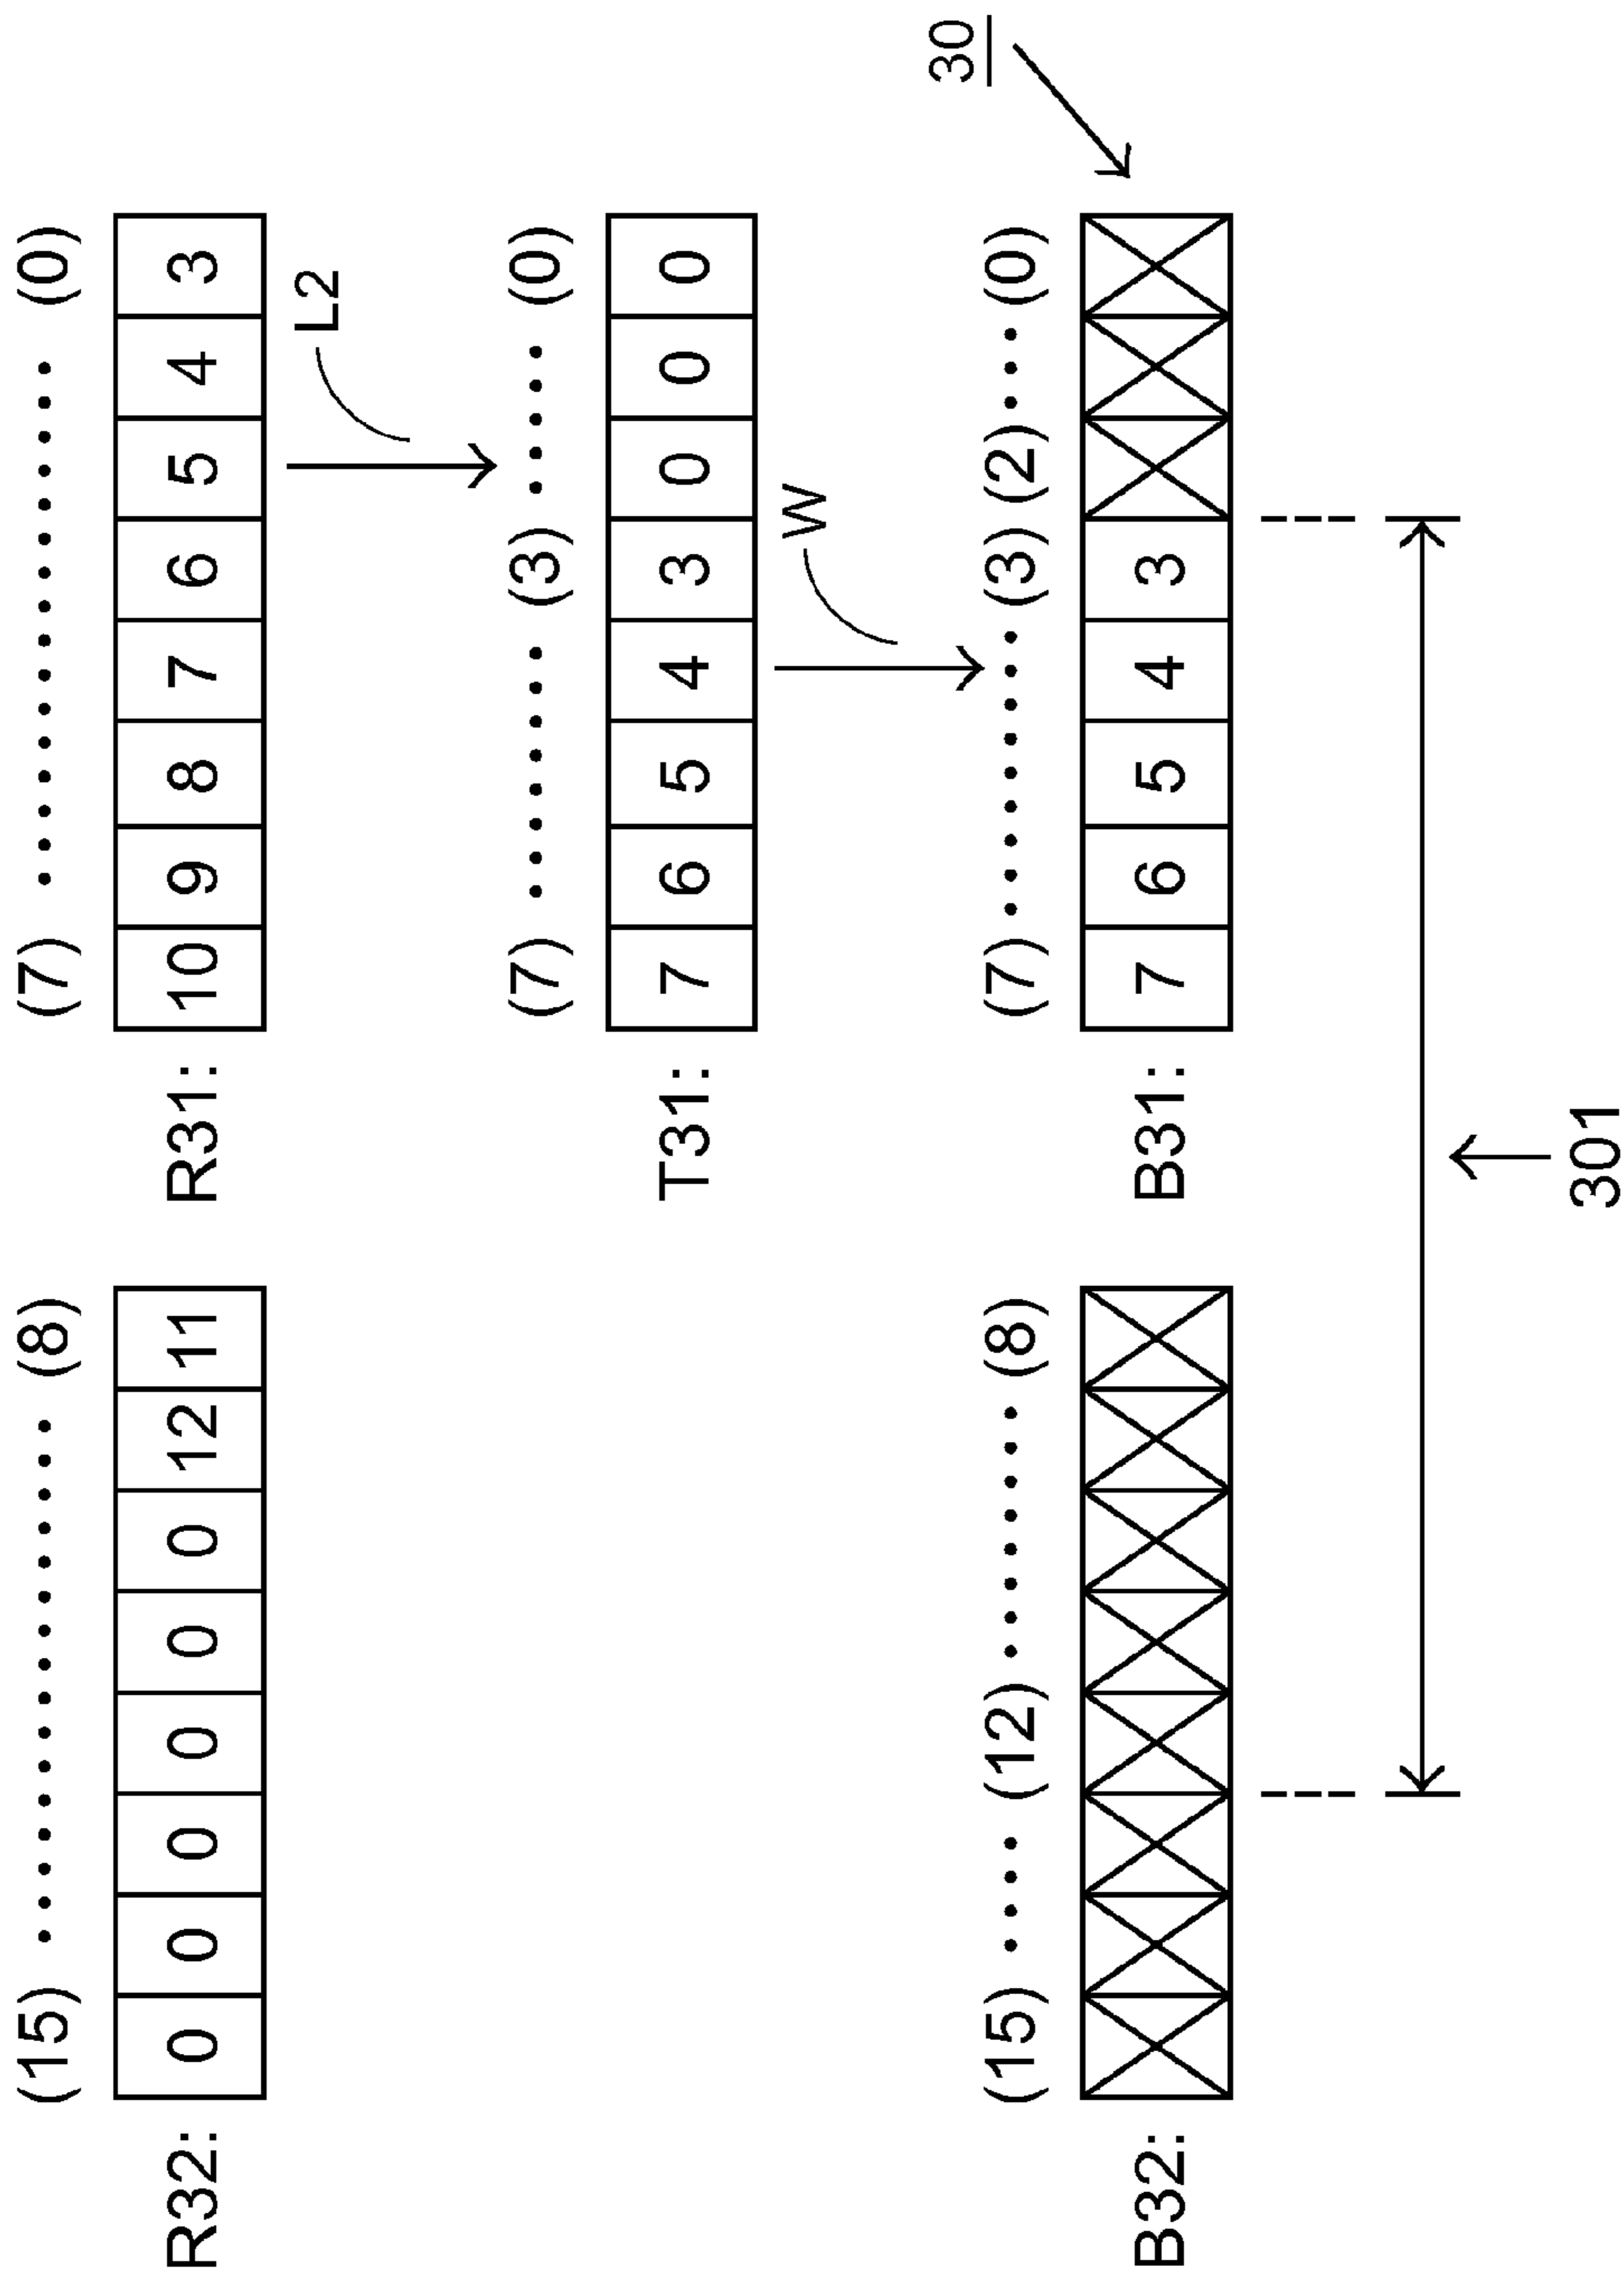 (15) ················ (8) (7) ················ (0)
R32: 0 0 0 0 0 0 12 11 R31: 10 9 8 7 6 5 4 3
L2
(7) ········ (3) ····· (0)
T31: 7 6 5 4 3 0 0 0
W
30
(15) ···· (12) ········ (8) (7) ········· (3) (2) ··· (0)
B32: B31: 7 6 5 4 3
301